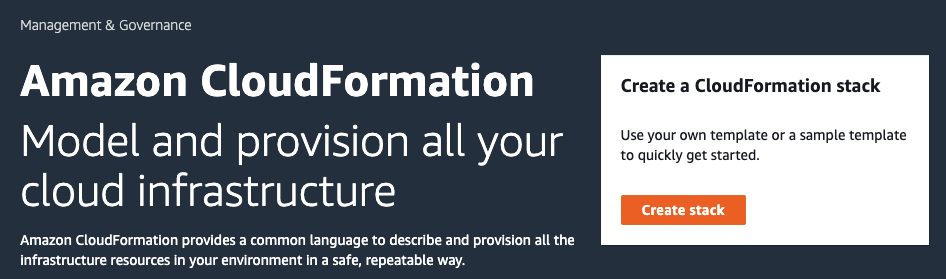 Management & Governance
Amazon CloudFormation
Model and provision all your
cloud infrastructure
Amazon CloudFormation provides a common language to describe and provision all the
infrastructure resources in your environment in a safe, repeatable way.
Create a CloudFormation stack
Use your own template or a sample template
to quickly get started.
Create stack